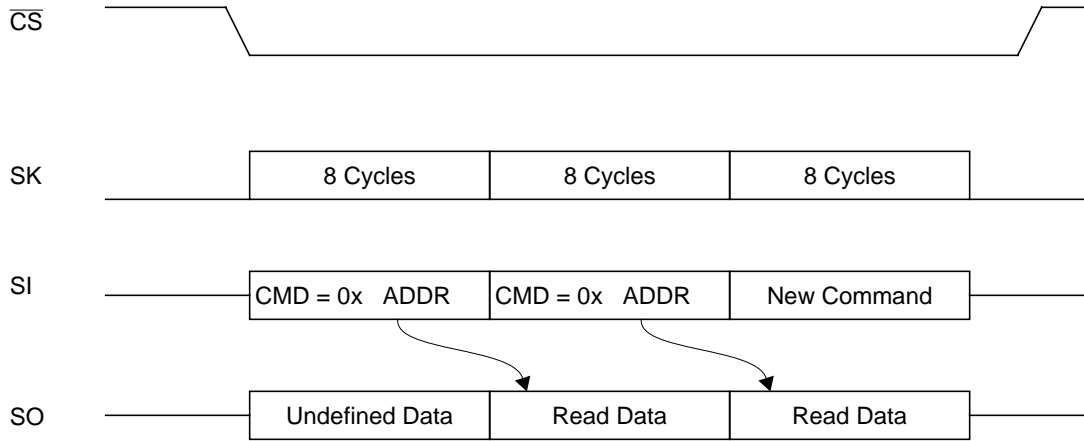 C̅S̅
SK 8 Cycles 8 Cycles 8 Cycles
SI CMD = 0x ADDR CMD = 0x ADDR New Command
SO Undefined Data Read Data Read Data